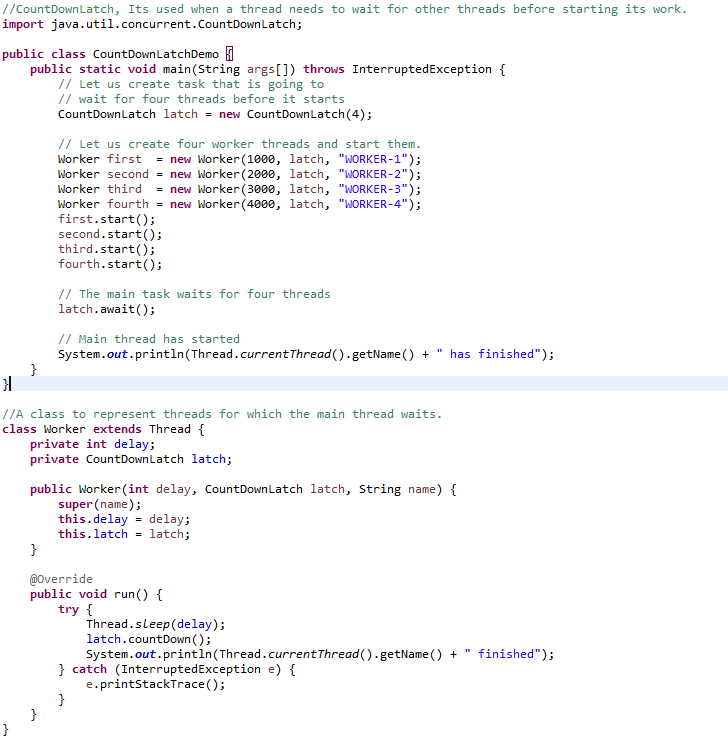 //CountDownLatch, Its used when a thread needs to wait for other threads before starting its work.
import java.util.concurrent.CountDownLatch;

public class CountDownLatchDemo {
    public static void main(String args[]) throws InterruptedException {
        // Let us create task that is going to
        // wait for four threads before it starts
        CountDownLatch latch = new CountDownLatch(4);

        // Let us create four worker threads and start them.
        Worker first  = new Worker(1000, latch, "WORKER-1");
        Worker second = new Worker(2000, latch, "WORKER-2");
        Worker third  = new Worker(3000, latch, "WORKER-3");
        Worker fourth = new Worker(4000, latch, "WORKER-4");
        first.start();
        second.start();
        third.start();
        fourth.start();

        // The main task waits for four threads
        latch.await();

        // Main thread has started
        System.out.println(Thread.currentThread().getName() + " has finished");
    }
}

//A class to represent threads for which the main thread waits.
class Worker extends Thread {
    private int delay;
    private CountDownLatch latch;

    public Worker(int delay, CountDownLatch latch, String name) {
        super(name);
        this.delay = delay;
        this.latch = latch;
    }

    @Override
    public void run() {
        try {
            Thread.sleep(delay);
            latch.countDown();
            System.out.println(Thread.currentThread().getName() + " finished");
        } catch (InterruptedException e) {
            e.printStackTrace();
        }
    }
}